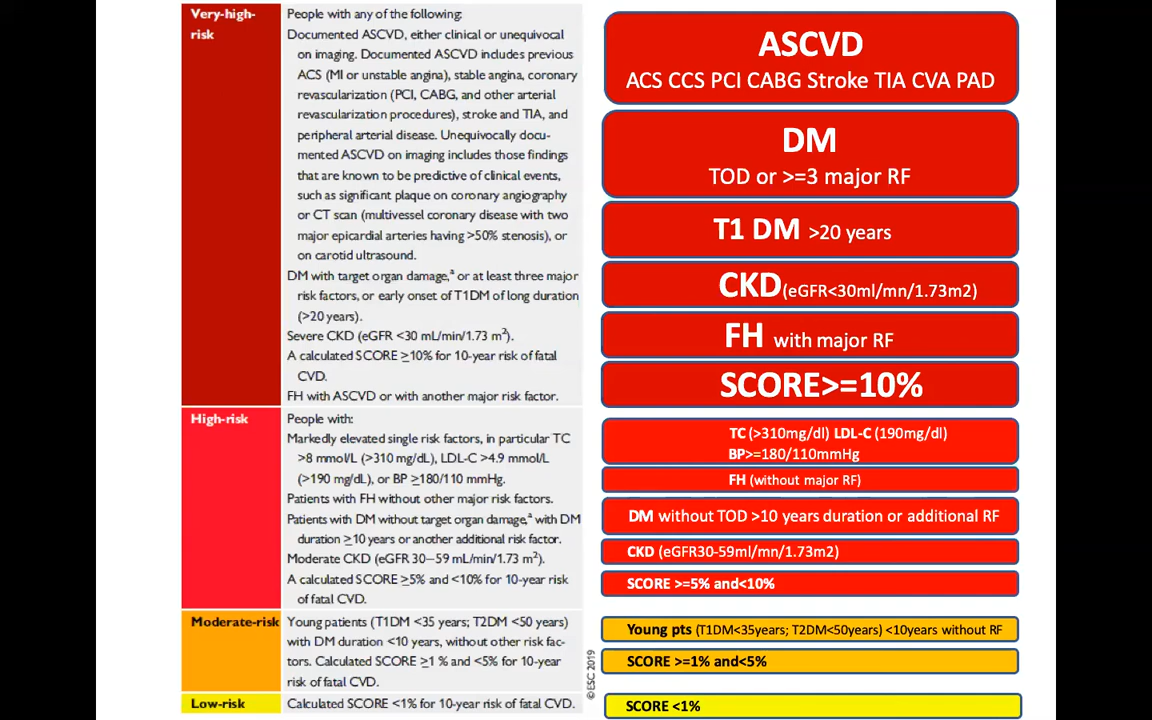 Very-high-
risk
People with any of the following:
Documented ASCVD, either clinical or unequivocal
on imaging. Documented ASCVD includes previous
ACS (MI or unstable angina), stable angina, coronary
revascularization (PCI, CABG, and other arterial
revascularization procedures), stroke and TIA, and
peripheral arterial disease. Unequivocally docu-
mented ASCVD on imaging includes those findings
that are known to be predictive of clinical events,
such as significant plaque on coronary angiography
or CT scan (multivessel coronary disease with two
major epicardial arteries having >50% stenosis), or
on carotid ultrasound.
DM with target organ damage,ᵃ or at least three major
risk factors, or early onset of T1DM of long duration
(>20 years).
Severe CKD (eGFR <30 mL/min/1.73 m²).
A calculated SCORE ≥10% for 10-year risk of fatal
CVD.
FH with ASCVD or with another major risk factor.
High-risk
People with:
Markedly elevated single risk factors, in particular TC
>8 mmol/L (>310 mg/dL), LDL-C >4.9 mmol/L
(>190 mg/dL), or BP ≥180/110 mmHg.
Patients with FH without other major risk factors.
Patients with DM without target organ damage,ᵃ with DM
duration ≥10 years or another additional risk factor.
Moderate CKD (eGFR 30–59 mL/min/1.73 m²).
A calculated SCORE ≥5% and <10% for 10-year risk
of fatal CVD.
Moderate-risk
Young patients (T1DM <35 years; T2DM <50 years)
with DM duration <10 years, without other risk fac-
tors. Calculated SCORE ≥1 % and <5% for 10-year
risk of fatal CVD.
Low-risk
Calculated SCORE <1% for 10-year risk of fatal CVD.
©ESC 2019
ASCVD
ACS CCS PCI CABG Stroke TIA CVA PAD
DM
TOD or >=3 major RF
T1 DM >20 years
CKD(eGFR<30ml/mn/1.73m2)
FH with major RF
SCORE>=10%
TC (>310mg/dl) LDL-C (190mg/dl)
BP>=180/110mmHg
FH (without major RF)
DM without TOD >10 years duration or additional RF
CKD (eGFR30-59ml/mn/1.73m2)
SCORE >=5% and<10%
Young pts (T1DM<35years; T2DM<50years) <10years without RF
SCORE >=1% and<5%
SCORE <1%